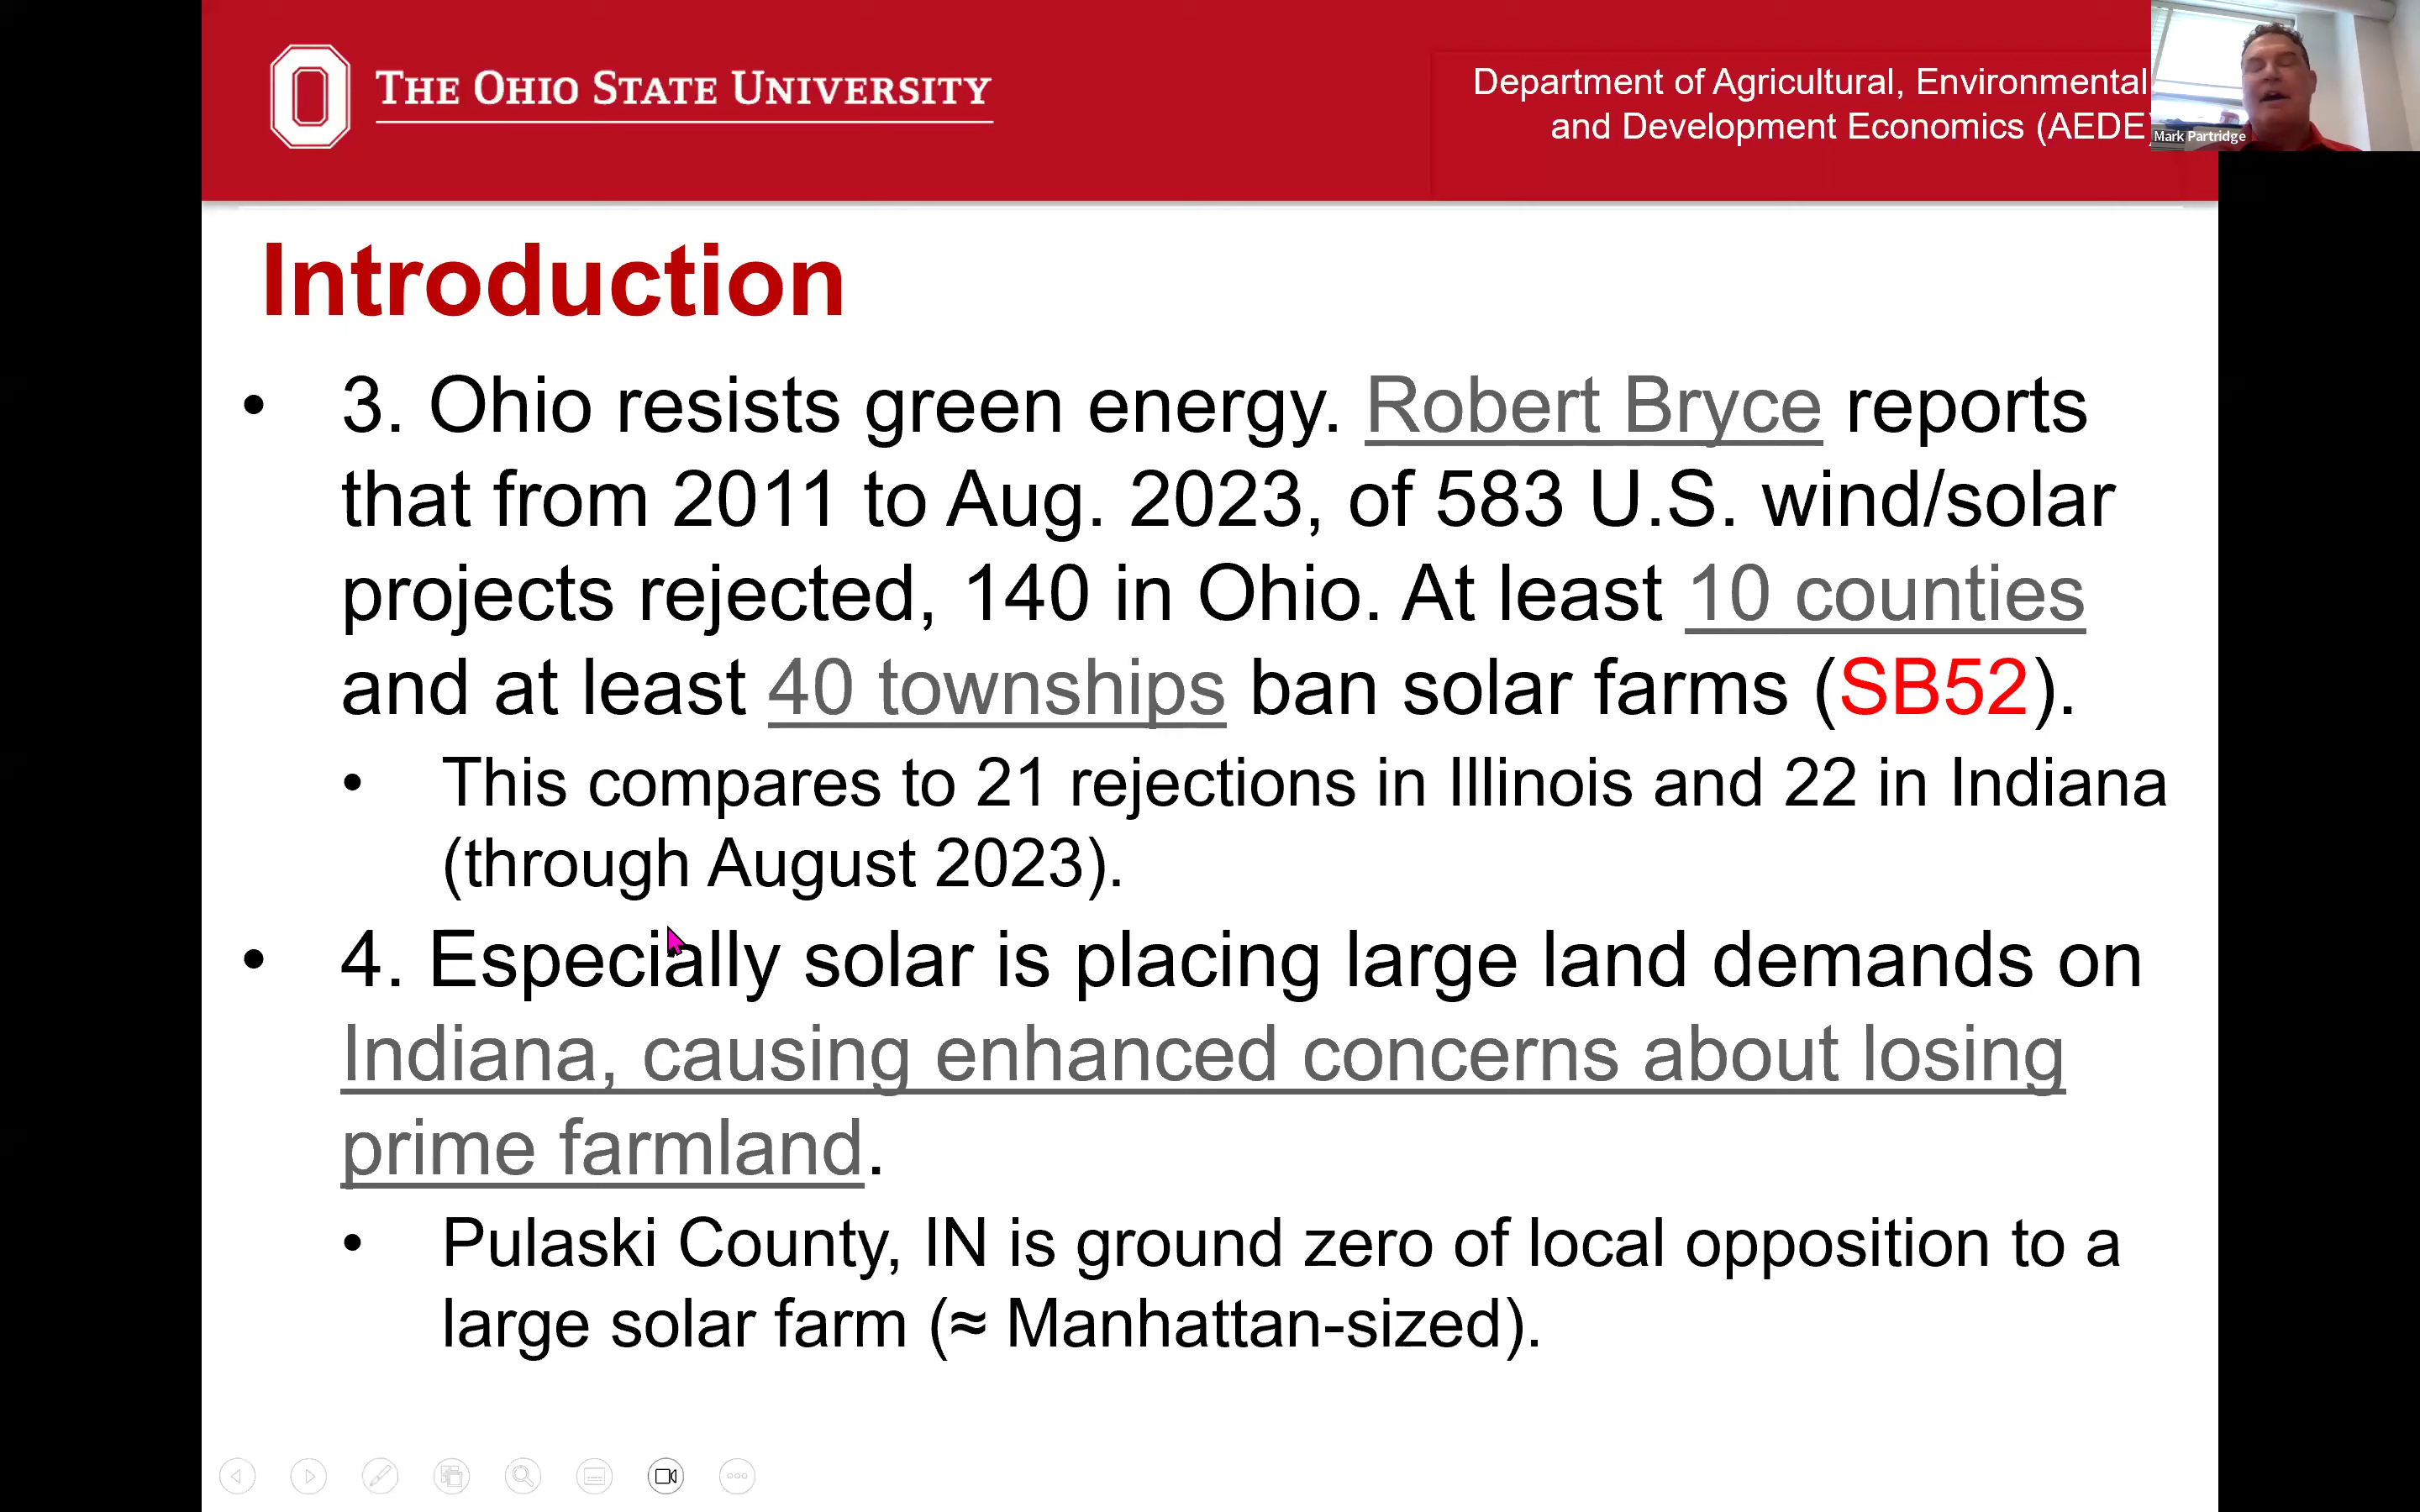 THE OHIO STATE UNIVERSITY
Department of Agricultural, Environmental
and Development Economics (AEDE)
Mark Partridge
Introduction
• 3. Ohio resists green energy. Robert Bryce reports
that from 2011 to Aug. 2023, of 583 U.S. wind/solar
projects rejected, 140 in Ohio. At least 10 counties
and at least 40 townships ban solar farms (SB52).
• This compares to 21 rejections in Illinois and 22 in Indiana
(through August 2023).
• 4. Especially solar is placing large land demands on
Indiana, causing enhanced concerns about losing
prime farmland.
• Pulaski County, IN is ground zero of local opposition to a
large solar farm (≈ Manhattan-sized).